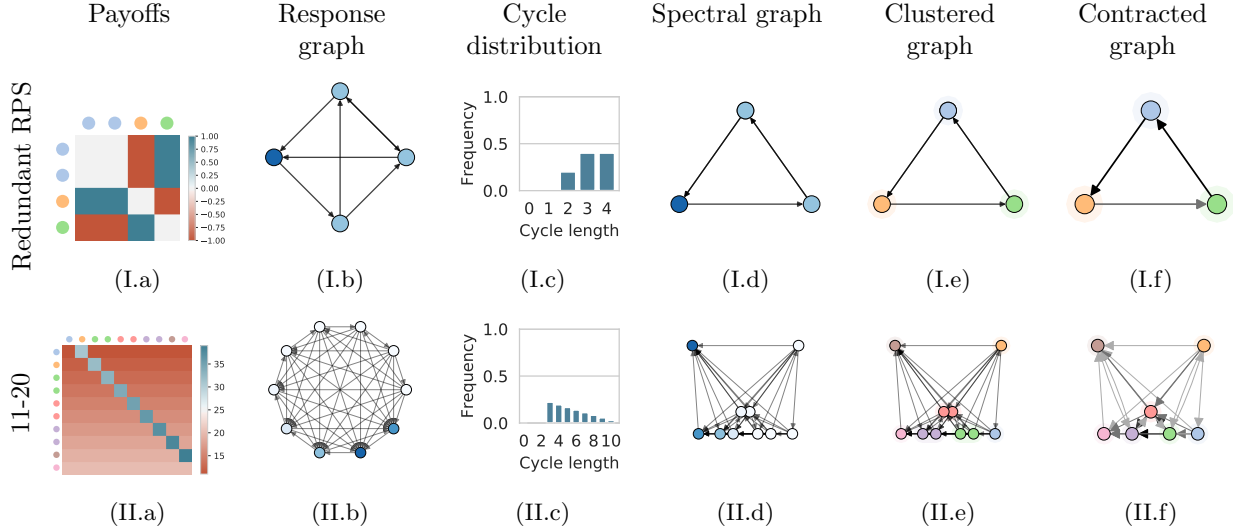 Payoffs
Response graph
Cycle distribution
Spectral graph
Clustered graph
Contracted graph
Redundant RPS
1.00
0.75
0.50
0.25
0.00
−0.25
−0.50
−0.75
−1.00
Frequency
1.0
0.5
0.0
0 1 2 3 4
Cycle length
(I.a)
(I.b)
(I.c)
(I.d)
(I.e)
(I.f)
11-20
35
30
25
20
15
Frequency
1.0
0.5
0.0
0 2 4 6 8 10
Cycle length
(II.a)
(II.b)
(II.c)
(II.d)
(II.e)
(II.f)